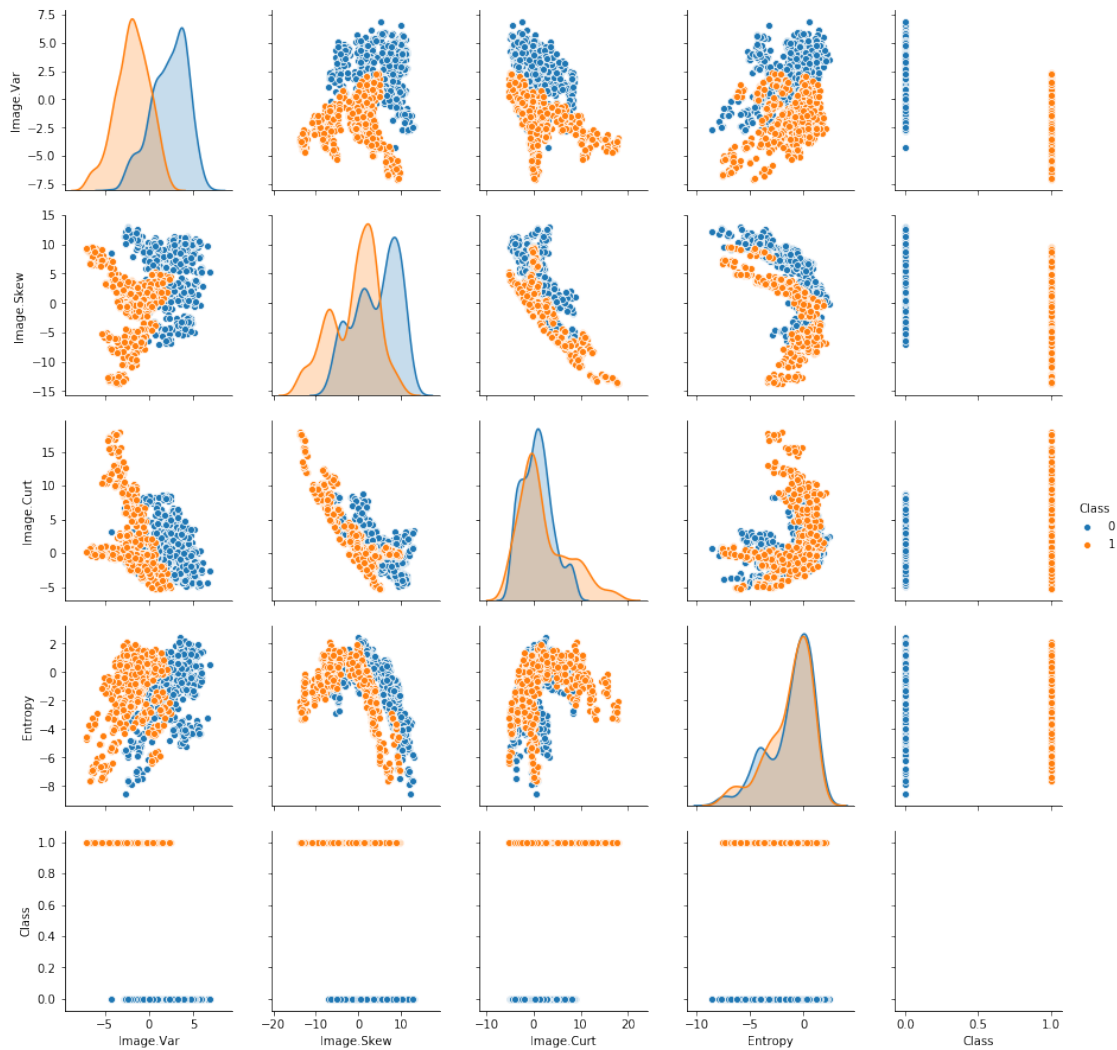 7.5
5.0
2.5
0.0
−2.5
−5.0
−7.5
Image.Var
15
10
5
0
−5
−10
−15
Image.Skew
15
10
5
0
−5
Image.Curt
Class
0
1
2
0
−2
−4
−6
−8
Entropy
1.0
0.8
0.6
0.4
0.2
0.0
Class
−5 0 5
Image.Var
−20 −10 0 10
Image.Skew
−10 0 10 20
Image.Curt
−10 −5 0
Entropy
0.0 0.5 1.0
Class